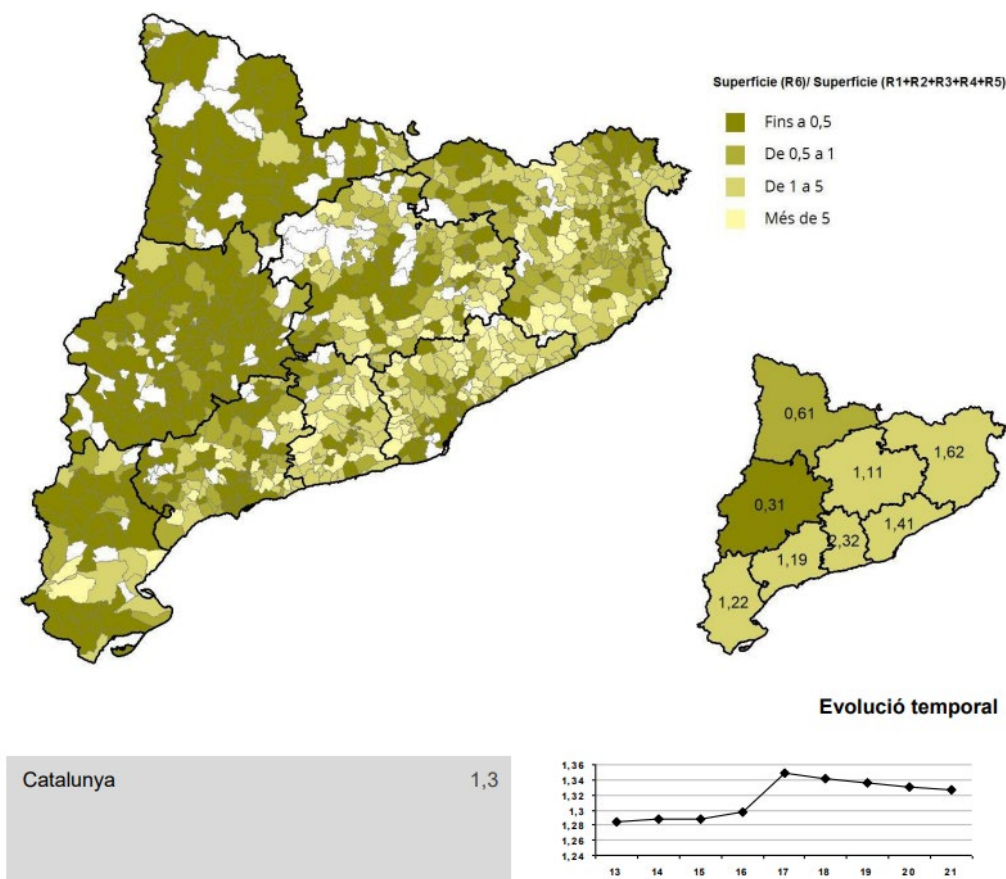 Superfície (R6)/ Superfície (R1+R2+R3+R4+R5)
Fins a 0,5
De 0,5 a 1
De 1 a 5
Més de 5
0,61
1,62
1,11
0,31
1,41
2,32
1,19
1,22
Evolució temporal
Catalunya 1,3
1,36
1,34
1,32
1,3
1,28
1,26
1,24
13 14 15 16 17 18 19 20 21